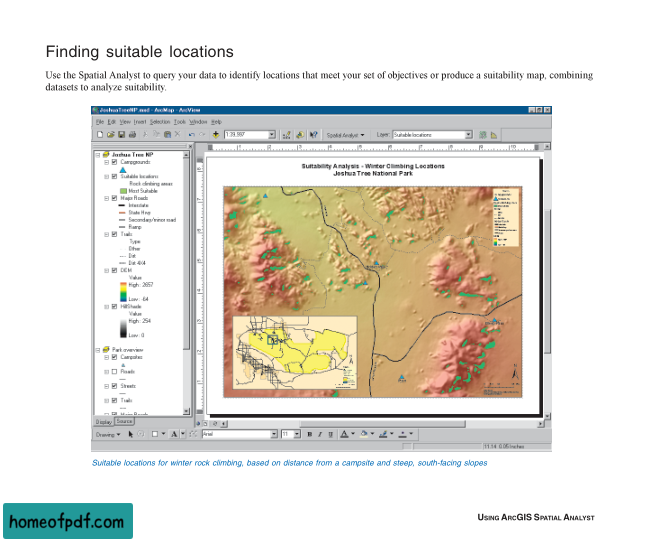 Finding suitable locations
Use the Spatial Analyst to query your data to identify locations that meet your set of objectives or produce a suitability map, combining
datasets to analyze suitability.
JoshuaTreeNP.mxd - ArcMap - ArcView
File Edit View Insert Selection Tools Window Help
1:39,997
Spatial Analyst
Layer: Suitable locations
Joshua Tree NP
Campgrounds
Suitable locations
Rock climbing areas
Most Suitable
Major Roads
Interstate
State Hwy
Secondary/minor road
Ramp
Trails
Type
Other
Dirt
Dirt 4X4
DEM
Value
High : 2657
Low : -64
HillShade
Value
High : 254
Low : 0
Park overview
Campsites
Roads
Streets
Trails
Major Roads
Display Source
Suitability Analysis - Winter Climbing Locations
Joshua Tree National Park
Drawing
Arial
11
B I U
A
11.14 8.05 Inches
Suitable locations for winter rock climbing, based on distance from a campsite and steep, south-facing slopes
USING ARCGIS SPATIAL ANALYST
homeofpdf.com